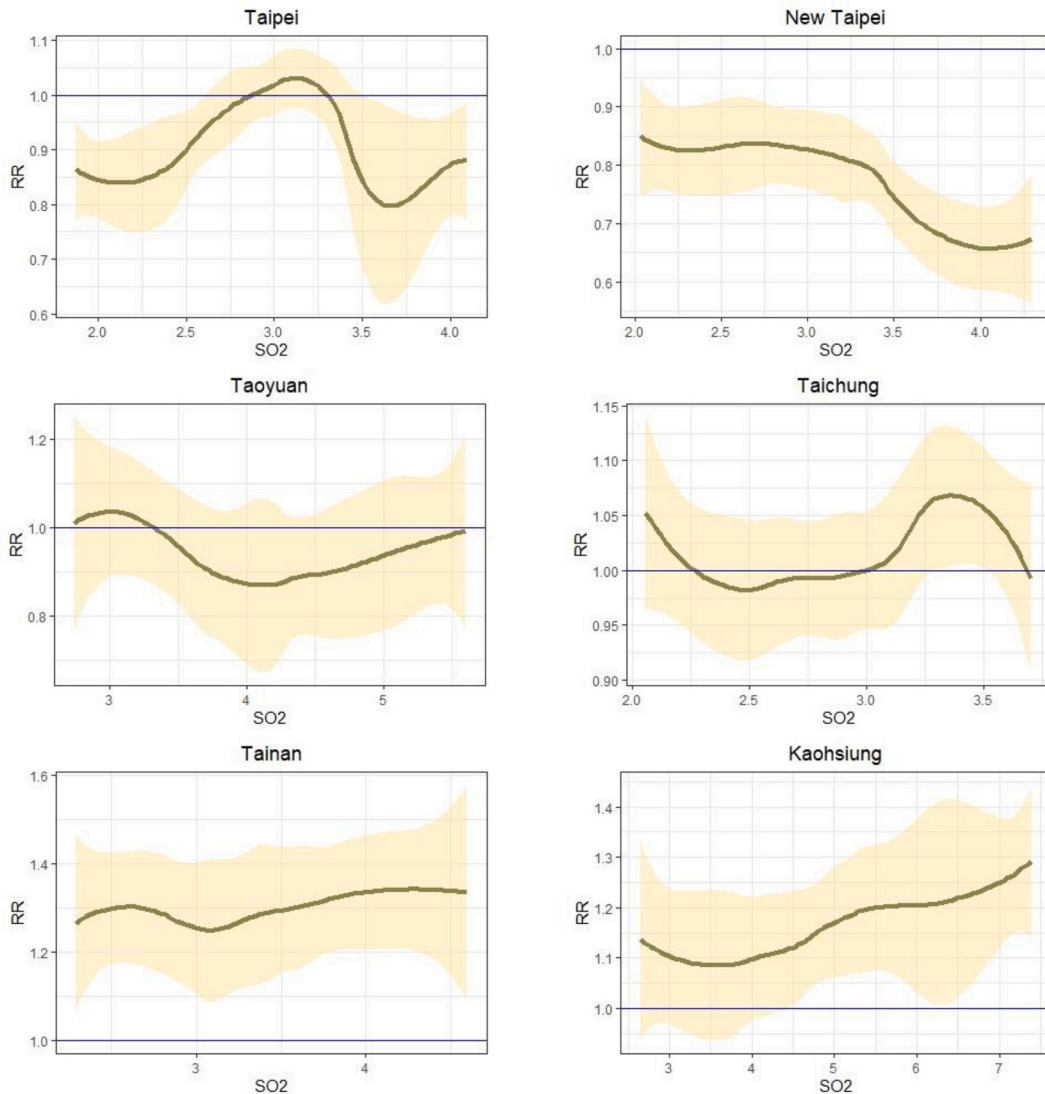 Taipei
1.1
1.0
0.9
0.8
0.7
0.6
RR
2.0 2.5 3.0 3.5 4.0
SO2
New Taipei
1.0
0.9
0.8
0.7
0.6
RR
2.0 2.5 3.0 3.5 4.0
SO2
Taoyuan
1.2
1.0
0.8
RR
3 4 5
SO2
Taichung
1.15
1.10
1.05
1.00
0.95
0.90
RR
2.0 2.5 3.0 3.5
SO2
Tainan
1.6
1.4
1.2
1.0
RR
3 4
SO2
Kaohsiung
1.4
1.3
1.2
1.1
1.0
RR
3 4 5 6 7
SO2